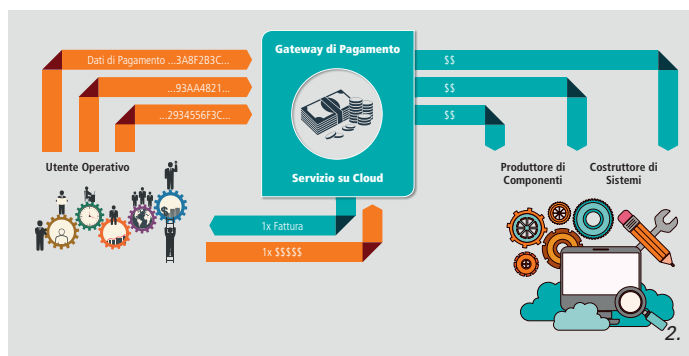 Gateway di Pagamento
Dati di Pagamento ...3A8F2B3C...
$$
...93AA4821...
$$
...2934556F3C...
$$
Utente Operativo
Servizio su Cloud
Produttore di
Componenti
Costruttore di
Sistemi
1x Fattura
1x $$$$$
2.